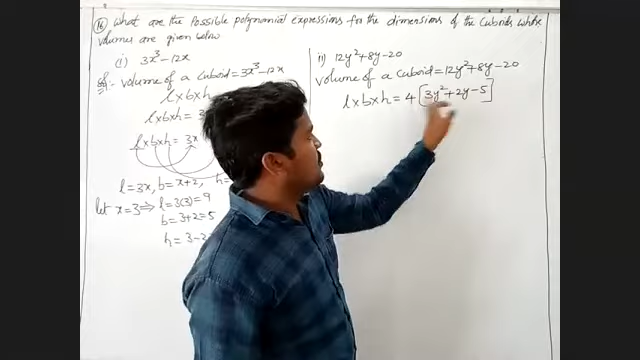 16 what are the Possible polynomial expressions for the dimensions of the cuboids whose
volumes are given below
(i) 3x³-12x
Sol:- volume of a cuboid = 3x³-12x
l x b x h
l x b x h = 3
l x b x h = 3x
l = 3x, b = x+2, h =
let x=3 ⟹ l = 3(3) = 9
b = 3+2 = 5
h = 3-2
ii) 12y²+8y-20
volume of a cuboid = 12y²+8y-20
l x b x h = 4 [3y²+2y-5]